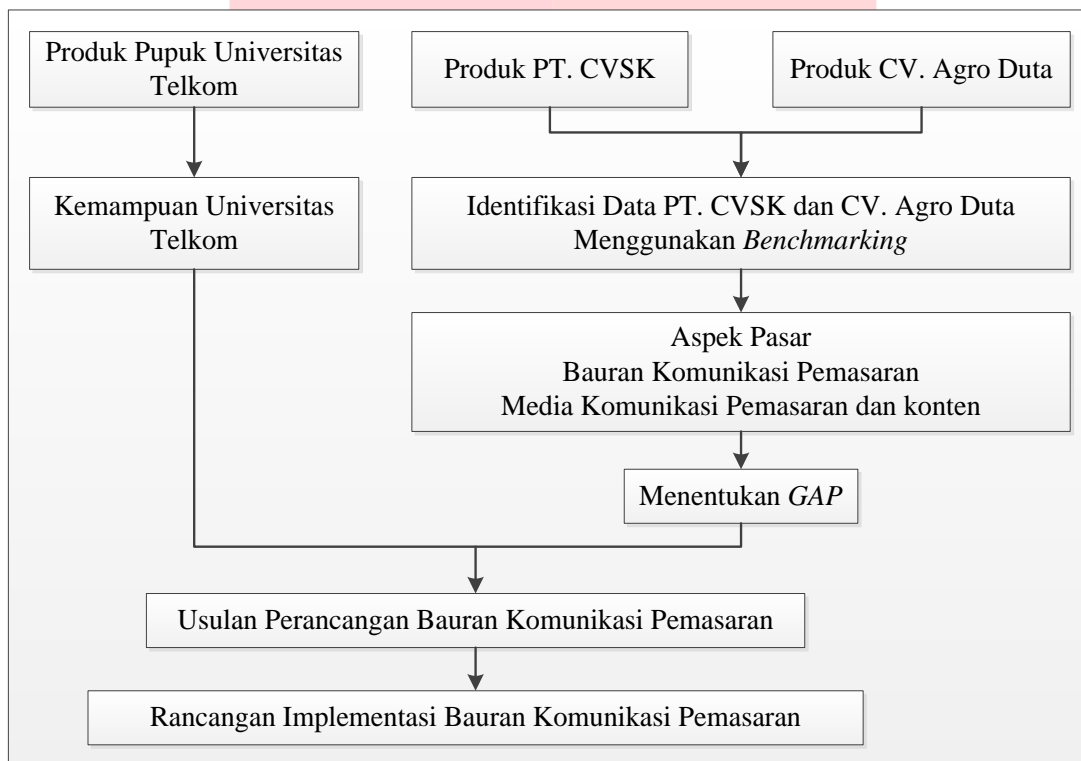 Produk Pupuk Universitas
Telkom
Produk PT. CVSK
Produk CV. Agro Duta
Kemampuan Universitas
Telkom
Identifikasi Data PT. CVSK dan CV. Agro Duta
Menggunakan Benchmarking
Aspek Pasar
Bauran Komunikasi Pemasaran
Media Komunikasi Pemasaran dan konten
Menentukan GAP
Usulan Perancangan Bauran Komunikasi Pemasaran
Rancangan Implementasi Bauran Komunikasi Pemasaran